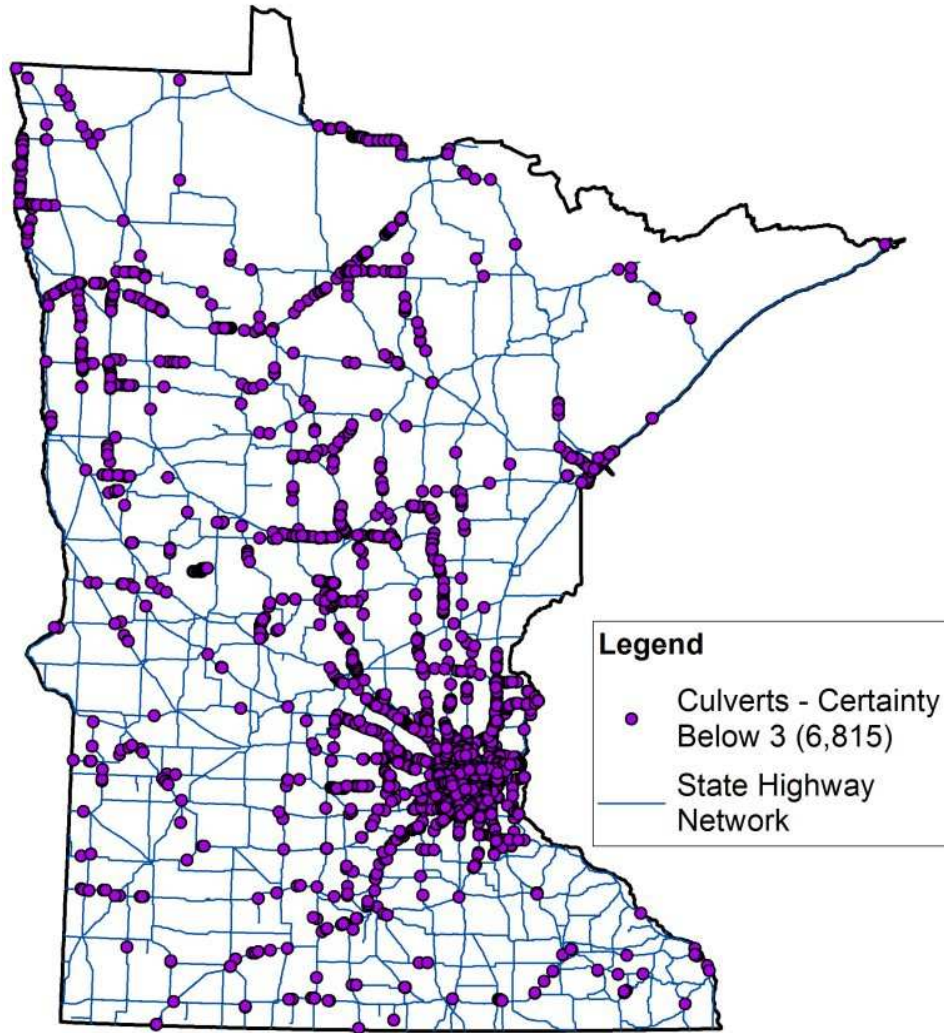 Legend
Culverts - Certainty
Below 3 (6,815)
State Highway
Network